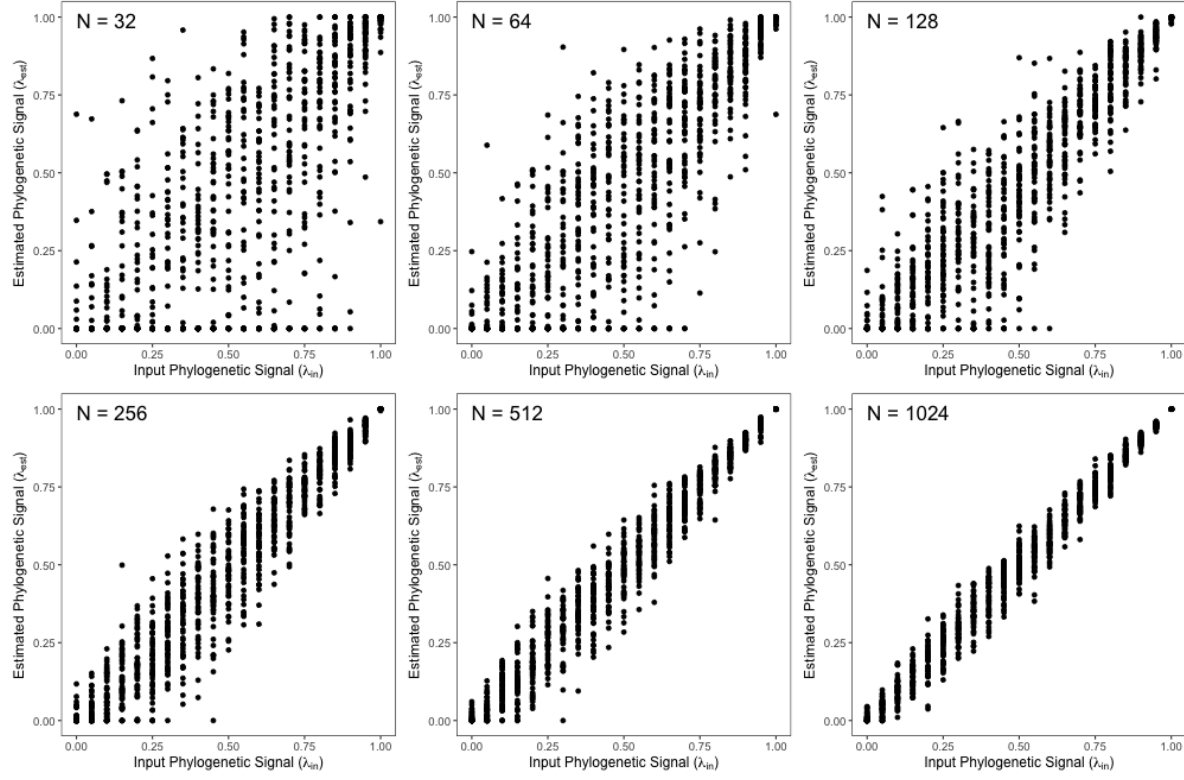 N = 32
1.00
0.75
0.50
0.25
0.00
Estimated Phylogenetic Signal (λest)
0.00 0.25 0.50 0.75 1.00
Input Phylogenetic Signal (λin)
N = 64
1.00
0.75
0.50
0.25
0.00
Estimated Phylogenetic Signal (λest)
0.00 0.25 0.50 0.75 1.00
Input Phylogenetic Signal (λin)
N = 128
1.00
0.75
0.50
0.25
0.00
Estimated Phylogenetic Signal (λest)
0.00 0.25 0.50 0.75 1.00
Input Phylogenetic Signal (λin)
N = 256
1.00
0.75
0.50
0.25
0.00
Estimated Phylogenetic Signal (λest)
0.00 0.25 0.50 0.75 1.00
Input Phylogenetic Signal (λin)
N = 512
1.00
0.75
0.50
0.25
0.00
Estimated Phylogenetic Signal (λest)
0.00 0.25 0.50 0.75 1.00
Input Phylogenetic Signal (λin)
N = 1024
1.00
0.75
0.50
0.25
0.00
Estimated Phylogenetic Signal (λest)
0.00 0.25 0.50 0.75 1.00
Input Phylogenetic Signal (λin)